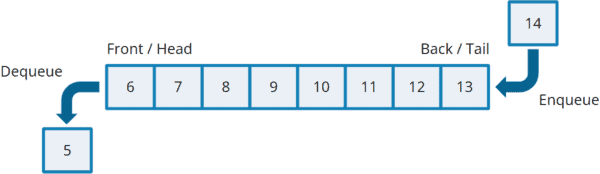 14
Front / Head
Back / Tail
Dequeue
6 7 8 9 10 11 12 13
Enqueue
5